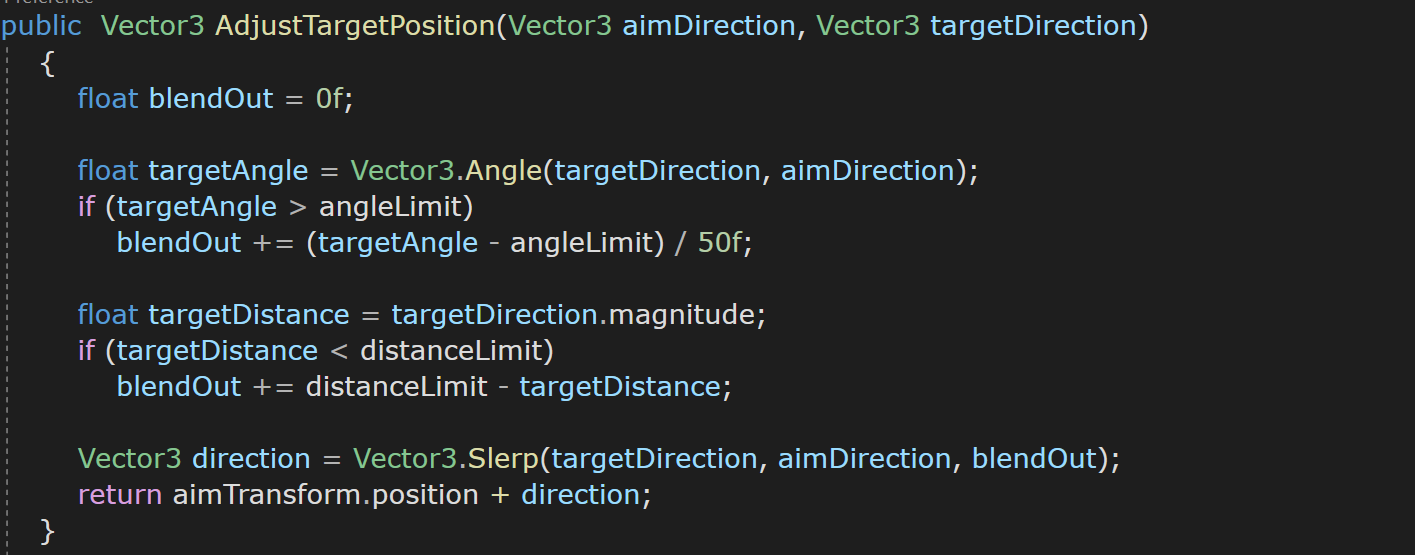 Preference
public  Vector3 AdjustTargetPosition(Vector3 aimDirection, Vector3 targetDirection)
{
float blendOut = 0f;
float targetAngle = Vector3.Angle(targetDirection, aimDirection);
if (targetAngle > angleLimit)
blendOut += (targetAngle - angleLimit) / 50f;
float targetDistance = targetDirection.magnitude;
if (targetDistance < distanceLimit)
blendOut += distanceLimit - targetDistance;
Vector3 direction = Vector3.Slerp(targetDirection, aimDirection, blendOut);
return aimTransform.position + direction;
}